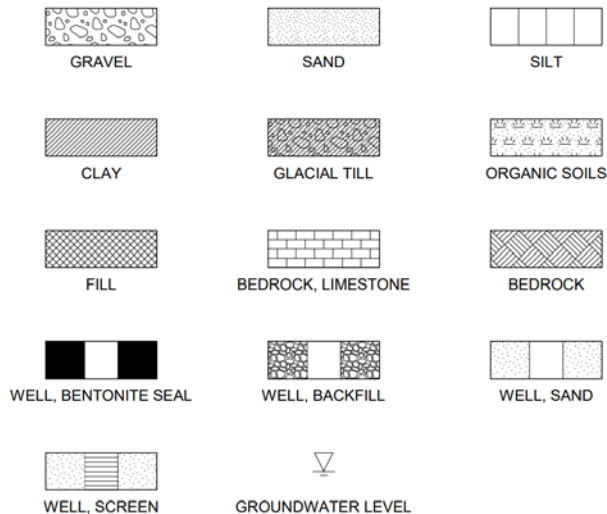 GRAVEL
SAND
SILT
CLAY
GLACIAL TILL
ORGANIC SOILS
FILL
BEDROCK, LIMESTONE
BEDROCK
WELL, BENTONITE SEAL
WELL, BACKFILL
WELL, SAND
WELL, SCREEN
GROUNDWATER LEVEL